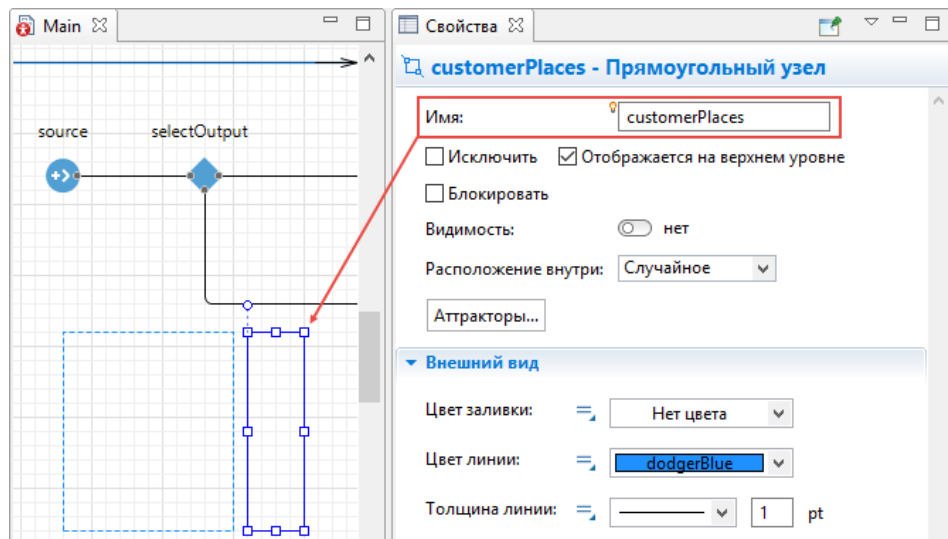 Main
source
selectOutput
Свойства
customerPlaces - Прямоугольный узел
Имя:
customerPlaces
Исключить
Отображается на верхнем уровне
Блокировать
Видимость:
нет
Расположение внутри:
Случайное
Аттракторы...
Внешний вид
Цвет заливки:
Нет цвета
Цвет линии:
dodgerBlue
Толщина линии:
1
pt